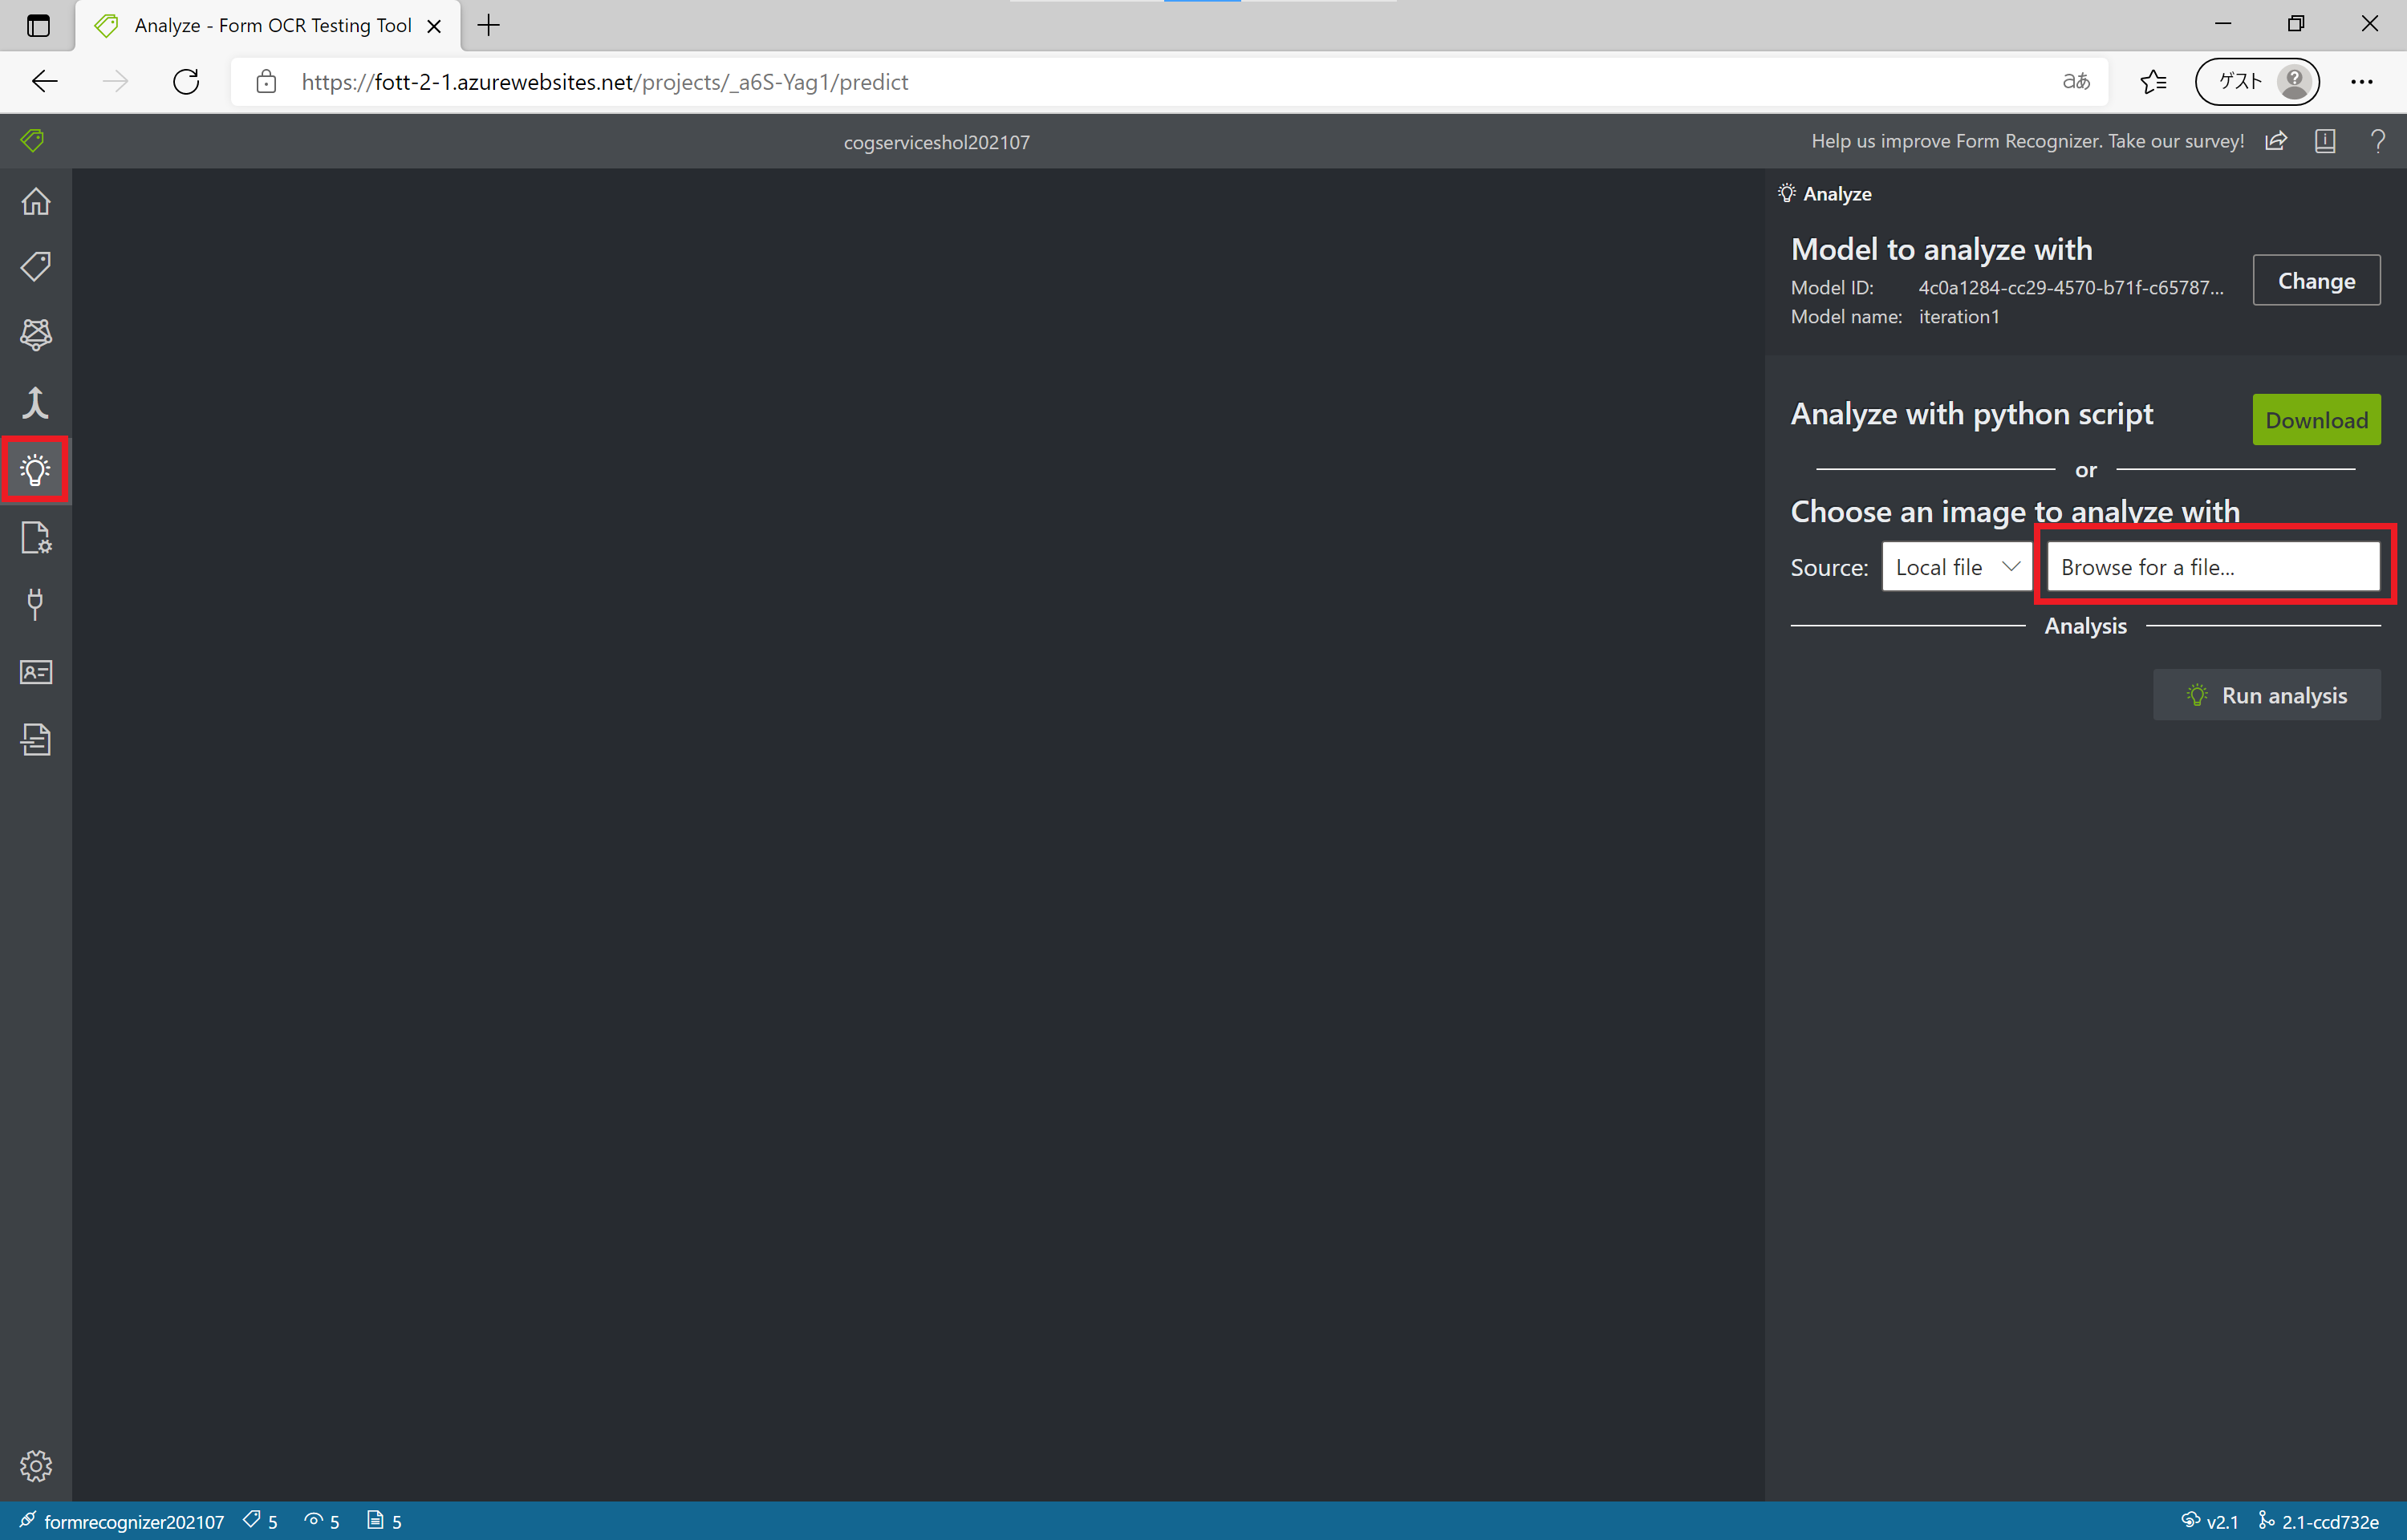 Analyze - Form OCR Testing Tool
https://fott-2-1.azurewebsites.net/projects/_a6S-Yag1/predict
aあ
ゲスト
cogserviceshol202107
Help us improve Form Recognizer. Take our survey!
Analyze
Model to analyze with
Model ID: 4c0a1284-cc29-4570-b71f-c65787...
Change
Model name: iteration1
Analyze with python script
Download
or
Choose an image to analyze with
Source: Local file Browse for a file...
Analysis
Run analysis
formrecognizer202107 5 5 5
v2.1 2.1-ccd732e